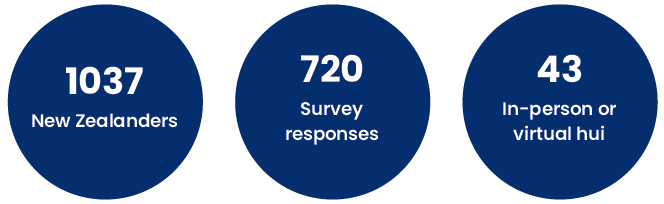 1037
New Zealanders
720
Survey
responses
43
In-person or
virtual hui